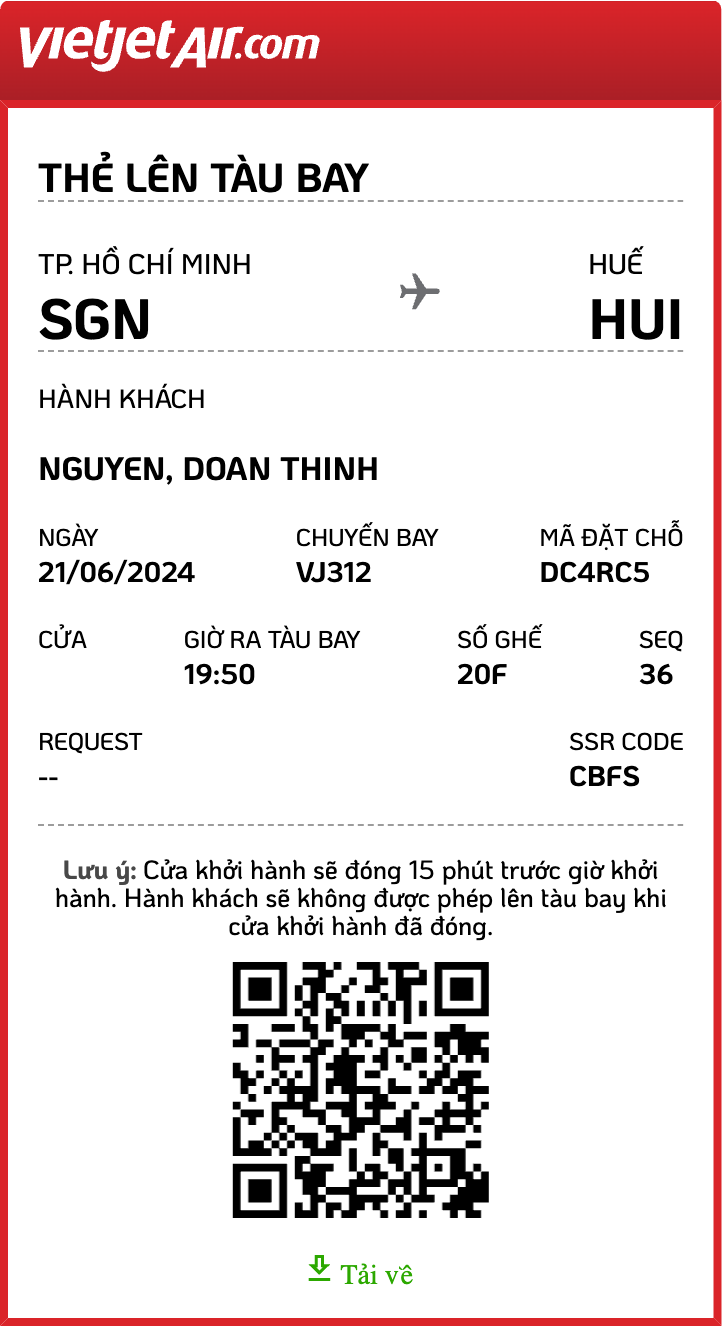 vietjetAir.com
THẺ LÊN TÀU BAY
TP. HỒ CHÍ MINH HUẾ
SGN HUI
HÀNH KHÁCH
NGUYEN, DOAN THINH
NGÀY CHUYẾN BAY MÃ ĐẶT CHỖ
21/06/2024 VJ312 DC4RC5
CỬA GIỜ RA TÀU BAY SỐ GHẾ SEQ
19:50 20F 36
REQUEST SSR CODE
-- CBFS
Lưu ý: Cửa khởi hành sẽ đóng 15 phút trước giờ khởi
hành. Hành khách sẽ không được phép lên tàu bay khi
cửa khởi hành đã đóng.
Tải về